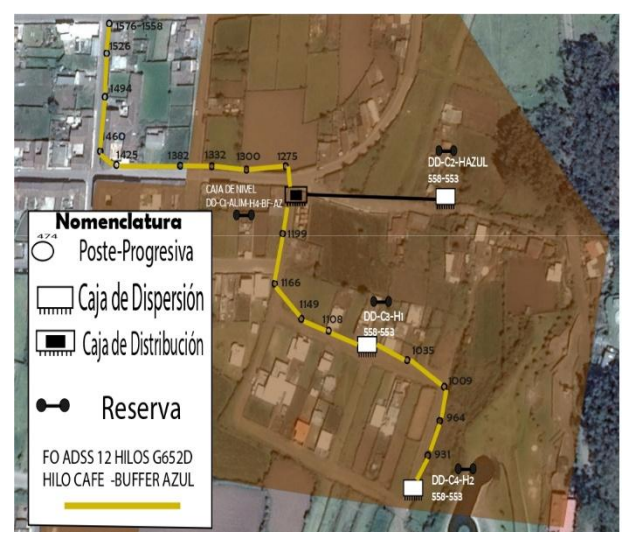 1576-1558
1526
1494
1460
1425
1382
1332
1300
1275
DD-C2-HAZUL
558-553
CAJA DE NIVEL
DD-C1-ALIM-H4-BF-AZ
1199
1166
1149
1108
DD-C3-H1
558-553
1035
1009
964
931
DD-C4-H2
558-553
Nomenclatura
474
Poste-Progresiva
Caja de Dispersión
Caja de Distribución
Reserva
FO ADSS 12 HILOS G652D
HILO CAFE -BUFFER AZUL